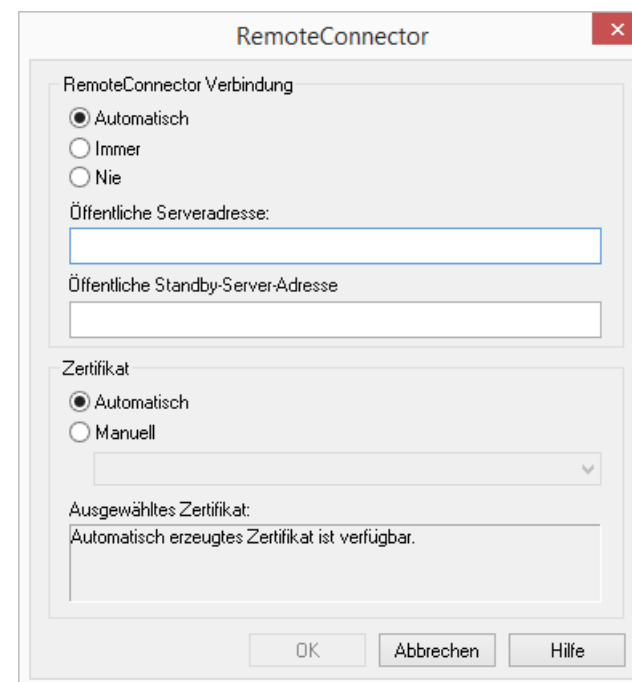 RemoteConnector
RemoteConnector Verbindung
Automatisch
Immer
Nie
Öffentliche Serveradresse:
Öffentliche Standby-Server-Adresse
Zertifikat
Automatisch
Manuell
Ausgewähltes Zertifikat:
Automatisch erzeugtes Zertifikat ist verfügbar.
OK Abbrechen Hilfe